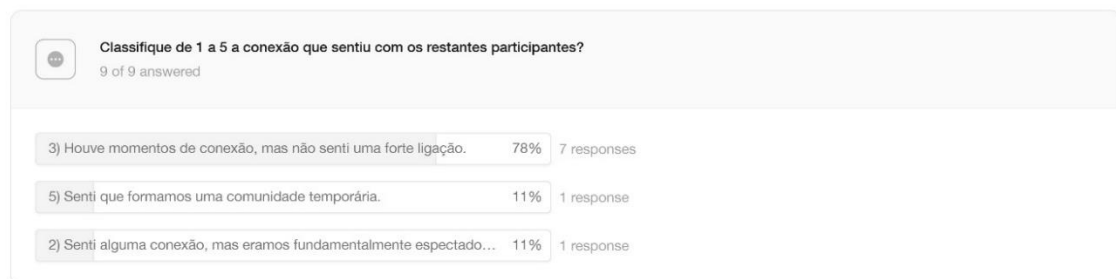 Classifique de 1 a 5 a conexão que sentiu com os restantes participantes?
9 of 9 answered
3) Houve momentos de conexão, mas não senti uma forte ligação. 78% 7 responses
5) Senti que formamos uma comunidade temporária. 11% 1 response
2) Senti alguma conexão, mas eramos fundamentalmente espectado... 11% 1 response